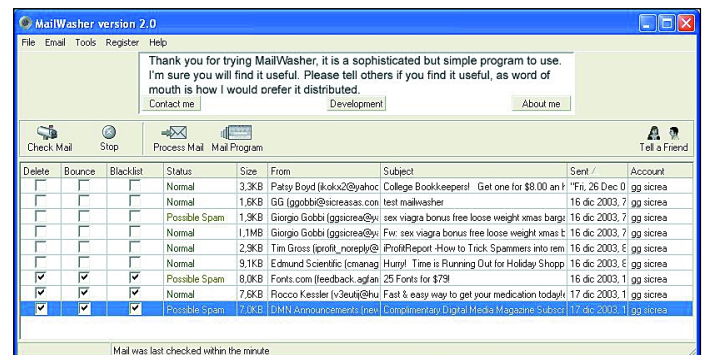 MailWasher version 2.0
File Email Tools Register Help
Thank you for trying MailWasher, it is a sophisticated but simple program to use.
I'm sure you will find it useful. Please tell others if you find it useful, as word of
mouth is how I would prefer it distributed.
Contact me Development About me
Check Mail Stop Process Mail Mail Program Tell a Friend
Delete Bounce Blacklist Status Size From Subject Sent / Account
Normal 3,3KB Patsy Boyd (ikokx2@yahoc College Bookkeepers! Get one for $8.00 an h "Fri, 26 Dec 0 gg sicrea
Normal 1,6KB GG (ggobbi@sicreasas.con test mailwasher 16 dic 2003, 7 gg sicrea
Possible Spam 1,9KB Giorgio Gobbi (ggsicrea@ya sex viagra bonus free loose weight xmas barga 16 dic 2003, 7 gg sicrea
Normal 1,1MB Giorgio Gobbi (ggsicrea@ya Fw: sex viagra bonus free loose weight xmas b 16 dic 2003, 7 gg sicrea
Normal 2,9KB Tim Gross (iprofit_noreply@ iProfitReport -How to Trick Spammers into rem 16 dic 2003, 8 gg sicrea
Normal 9,1KB Edmund Scientific (cmanag Hurry! Time is Running Out for Holiday Shopp 16 dic 2003, 8 gg sicrea
Possible Spam 8,0KB Fonts.com (feedback.agfan 25 Fonts for $79! 17 dic 2003, 1 gg sicrea
Normal 7,6KB Rocco Kessler (v3eutj@hu Fast & easy way to get your medication today! 17 dic 2003, 1 gg sicrea
Possible Spam 7,0KB DMN Announcements (new Complimentary Digital Media Magazine Subscr 17 dic 2003, 1 gg sicrea
Mail was last checked within the minute